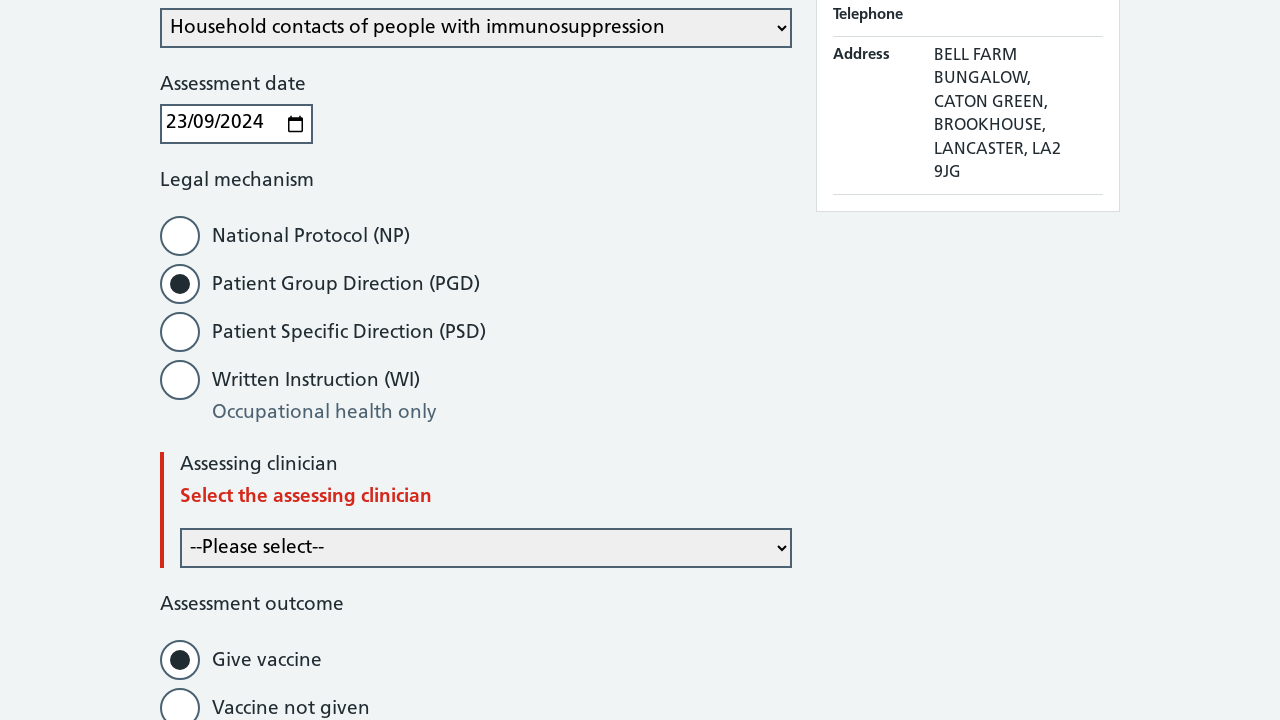 Household contacts of people with immunosuppression
Assessment date
23/09/2024
Legal mechanism
National Protocol (NP)
Patient Group Direction (PGD)
Patient Specific Direction (PSD)
Written Instruction (WI)
Occupational health only
Assessing clinician
Select the assessing clinician
--Please select--
Assessment outcome
Give vaccine
Vaccine not given
Telephone
Address
BELL FARM
BUNGALOW,
CATON GREEN,
BROOKHOUSE,
LANCASTER, LA2
9JG